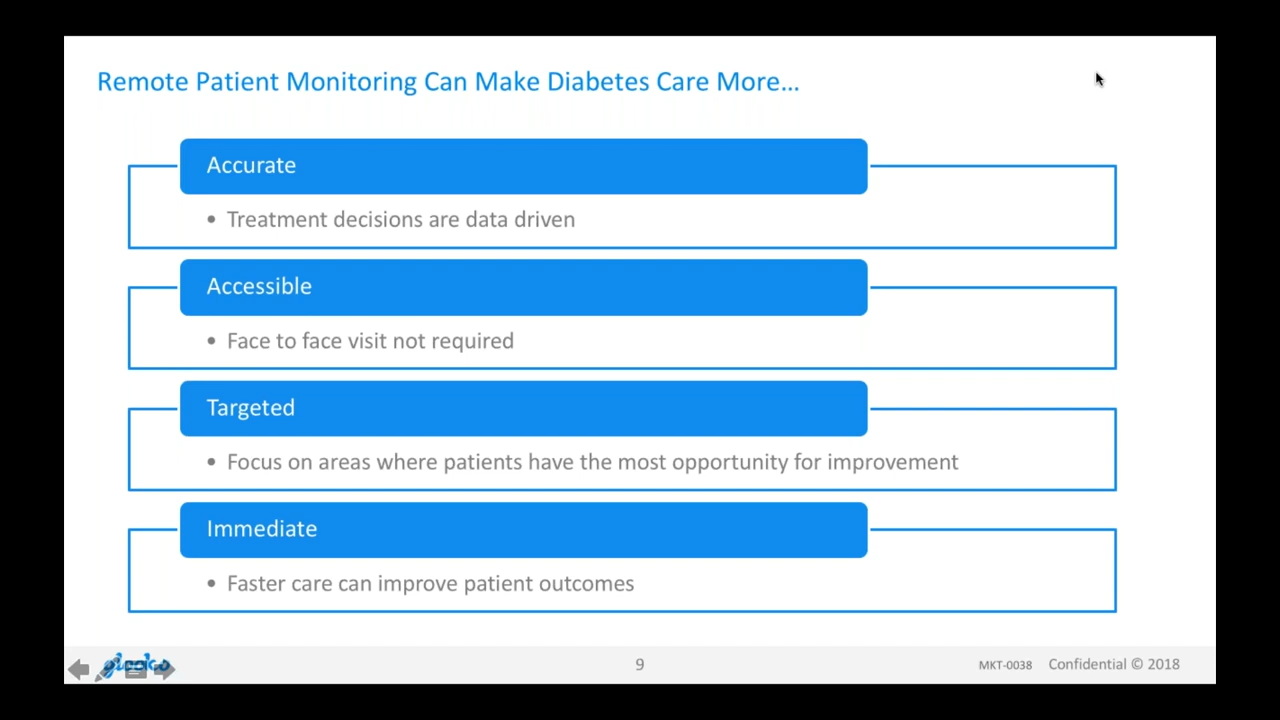 Remote Patient Monitoring Can Make Diabetes Care More...
Accurate
• Treatment decisions are data driven
Accessible
• Face to face visit not required
Targeted
• Focus on areas where patients have the most opportunity for improvement
Immediate
• Faster care can improve patient outcomes
glooko
9
MKT-0038
Confidential © 2018